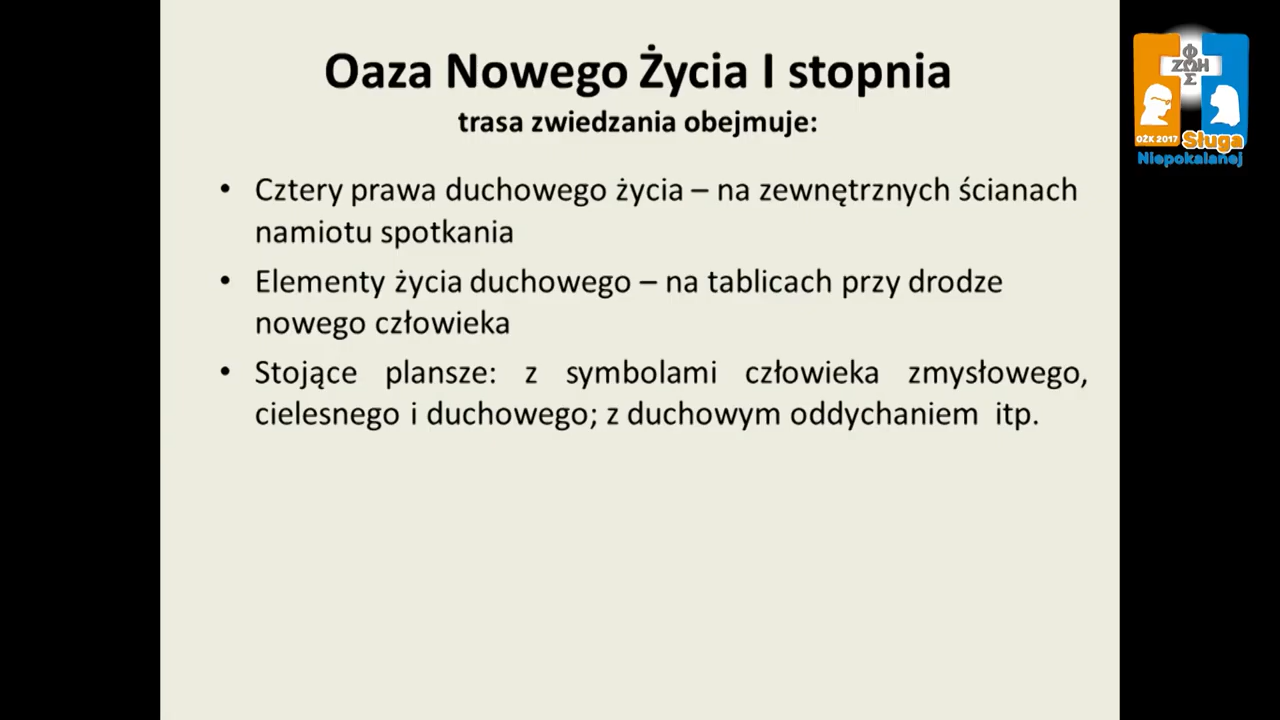 Oaza Nowego Życia I stopnia
trasa zwiedzania obejmuje:
• Cztery prawa duchowego życia – na zewnętrznych ścianach
namiotu spotkania
• Elementy życia duchowego – na tablicach przy drodze
nowego człowieka
• Stojące plansze: z symbolami człowieka zmysłowego,
cielesnego i duchowego; z duchowym oddychaniem itp.
Φ
ΖΩΗ
Σ
OŻK 2017
Sługa
Niepokalanej